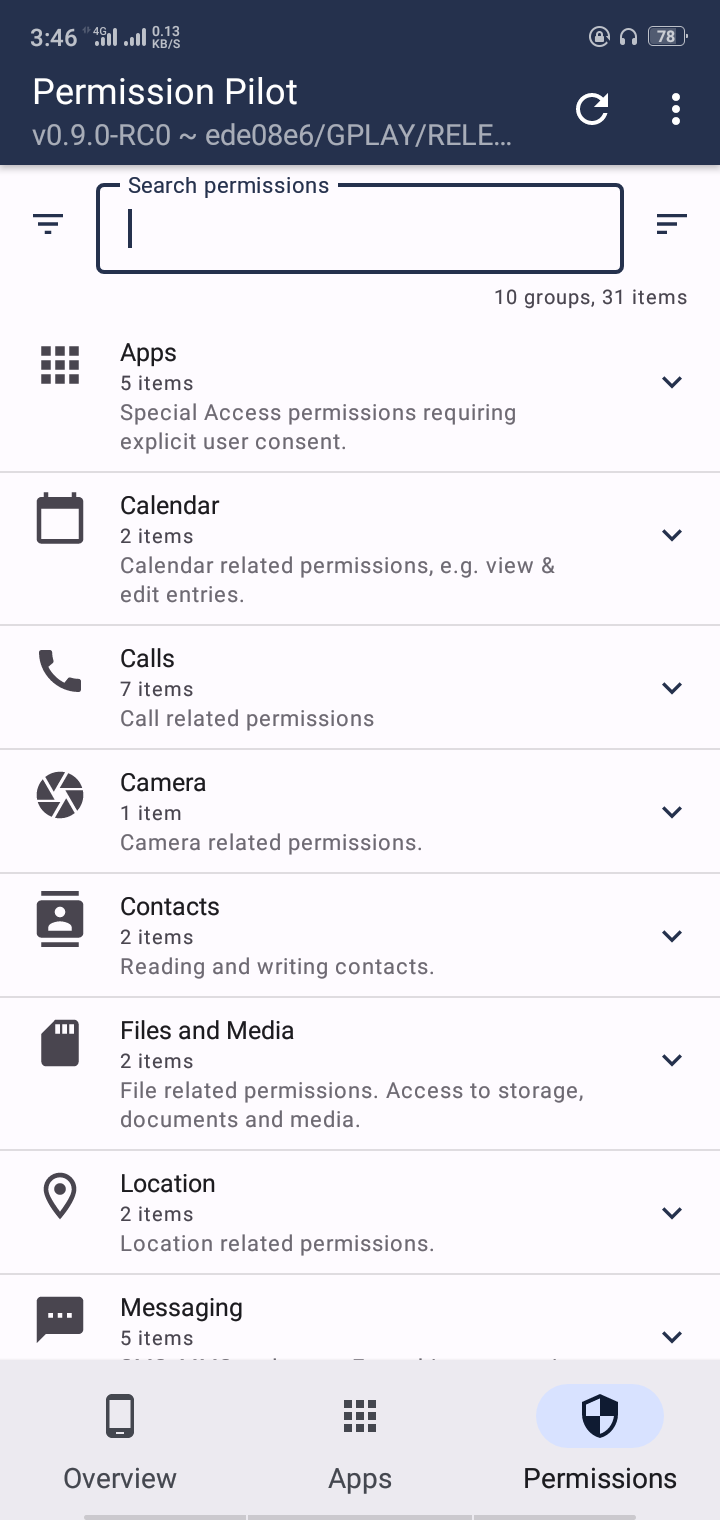 3:46 4G 0.13 KB/S 78
Permission Pilot
v0.9.0-RC0 ~ ede08e6/GPLAY/RELE...
Search permissions
10 groups, 31 items
Apps
5 items
Special Access permissions requiring
explicit user consent.
Calendar
2 items
Calendar related permissions, e.g. view &
edit entries.
Calls
7 items
Call related permissions
Camera
1 item
Camera related permissions.
Contacts
2 items
Reading and writing contacts.
Files and Media
2 items
File related permissions. Access to storage,
documents and media.
Location
2 items
Location related permissions.
Messaging
5 items
Overview
Apps
Permissions